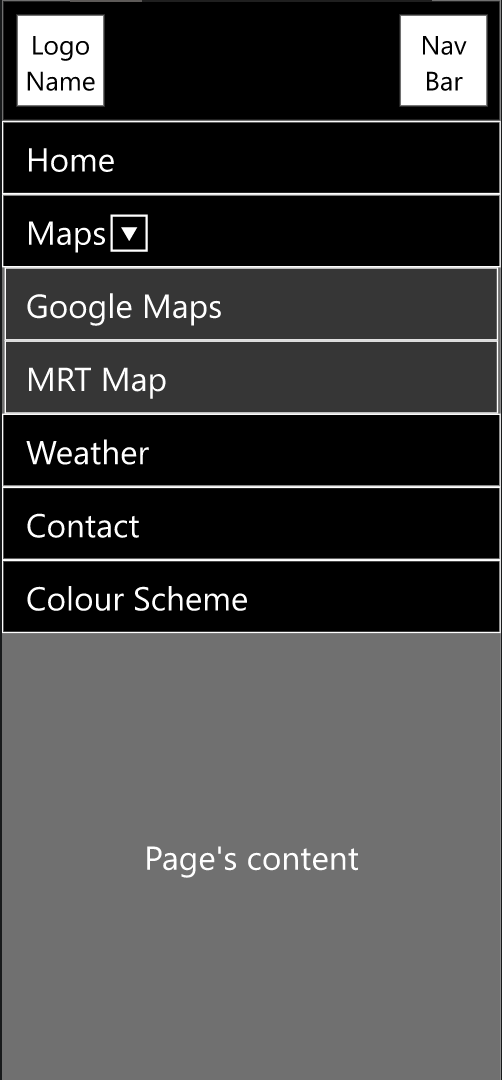 Logo
Name
Nav
Bar
Home
Maps ▼
Google Maps
MRT Map
Weather
Contact
Colour Scheme
Page's content